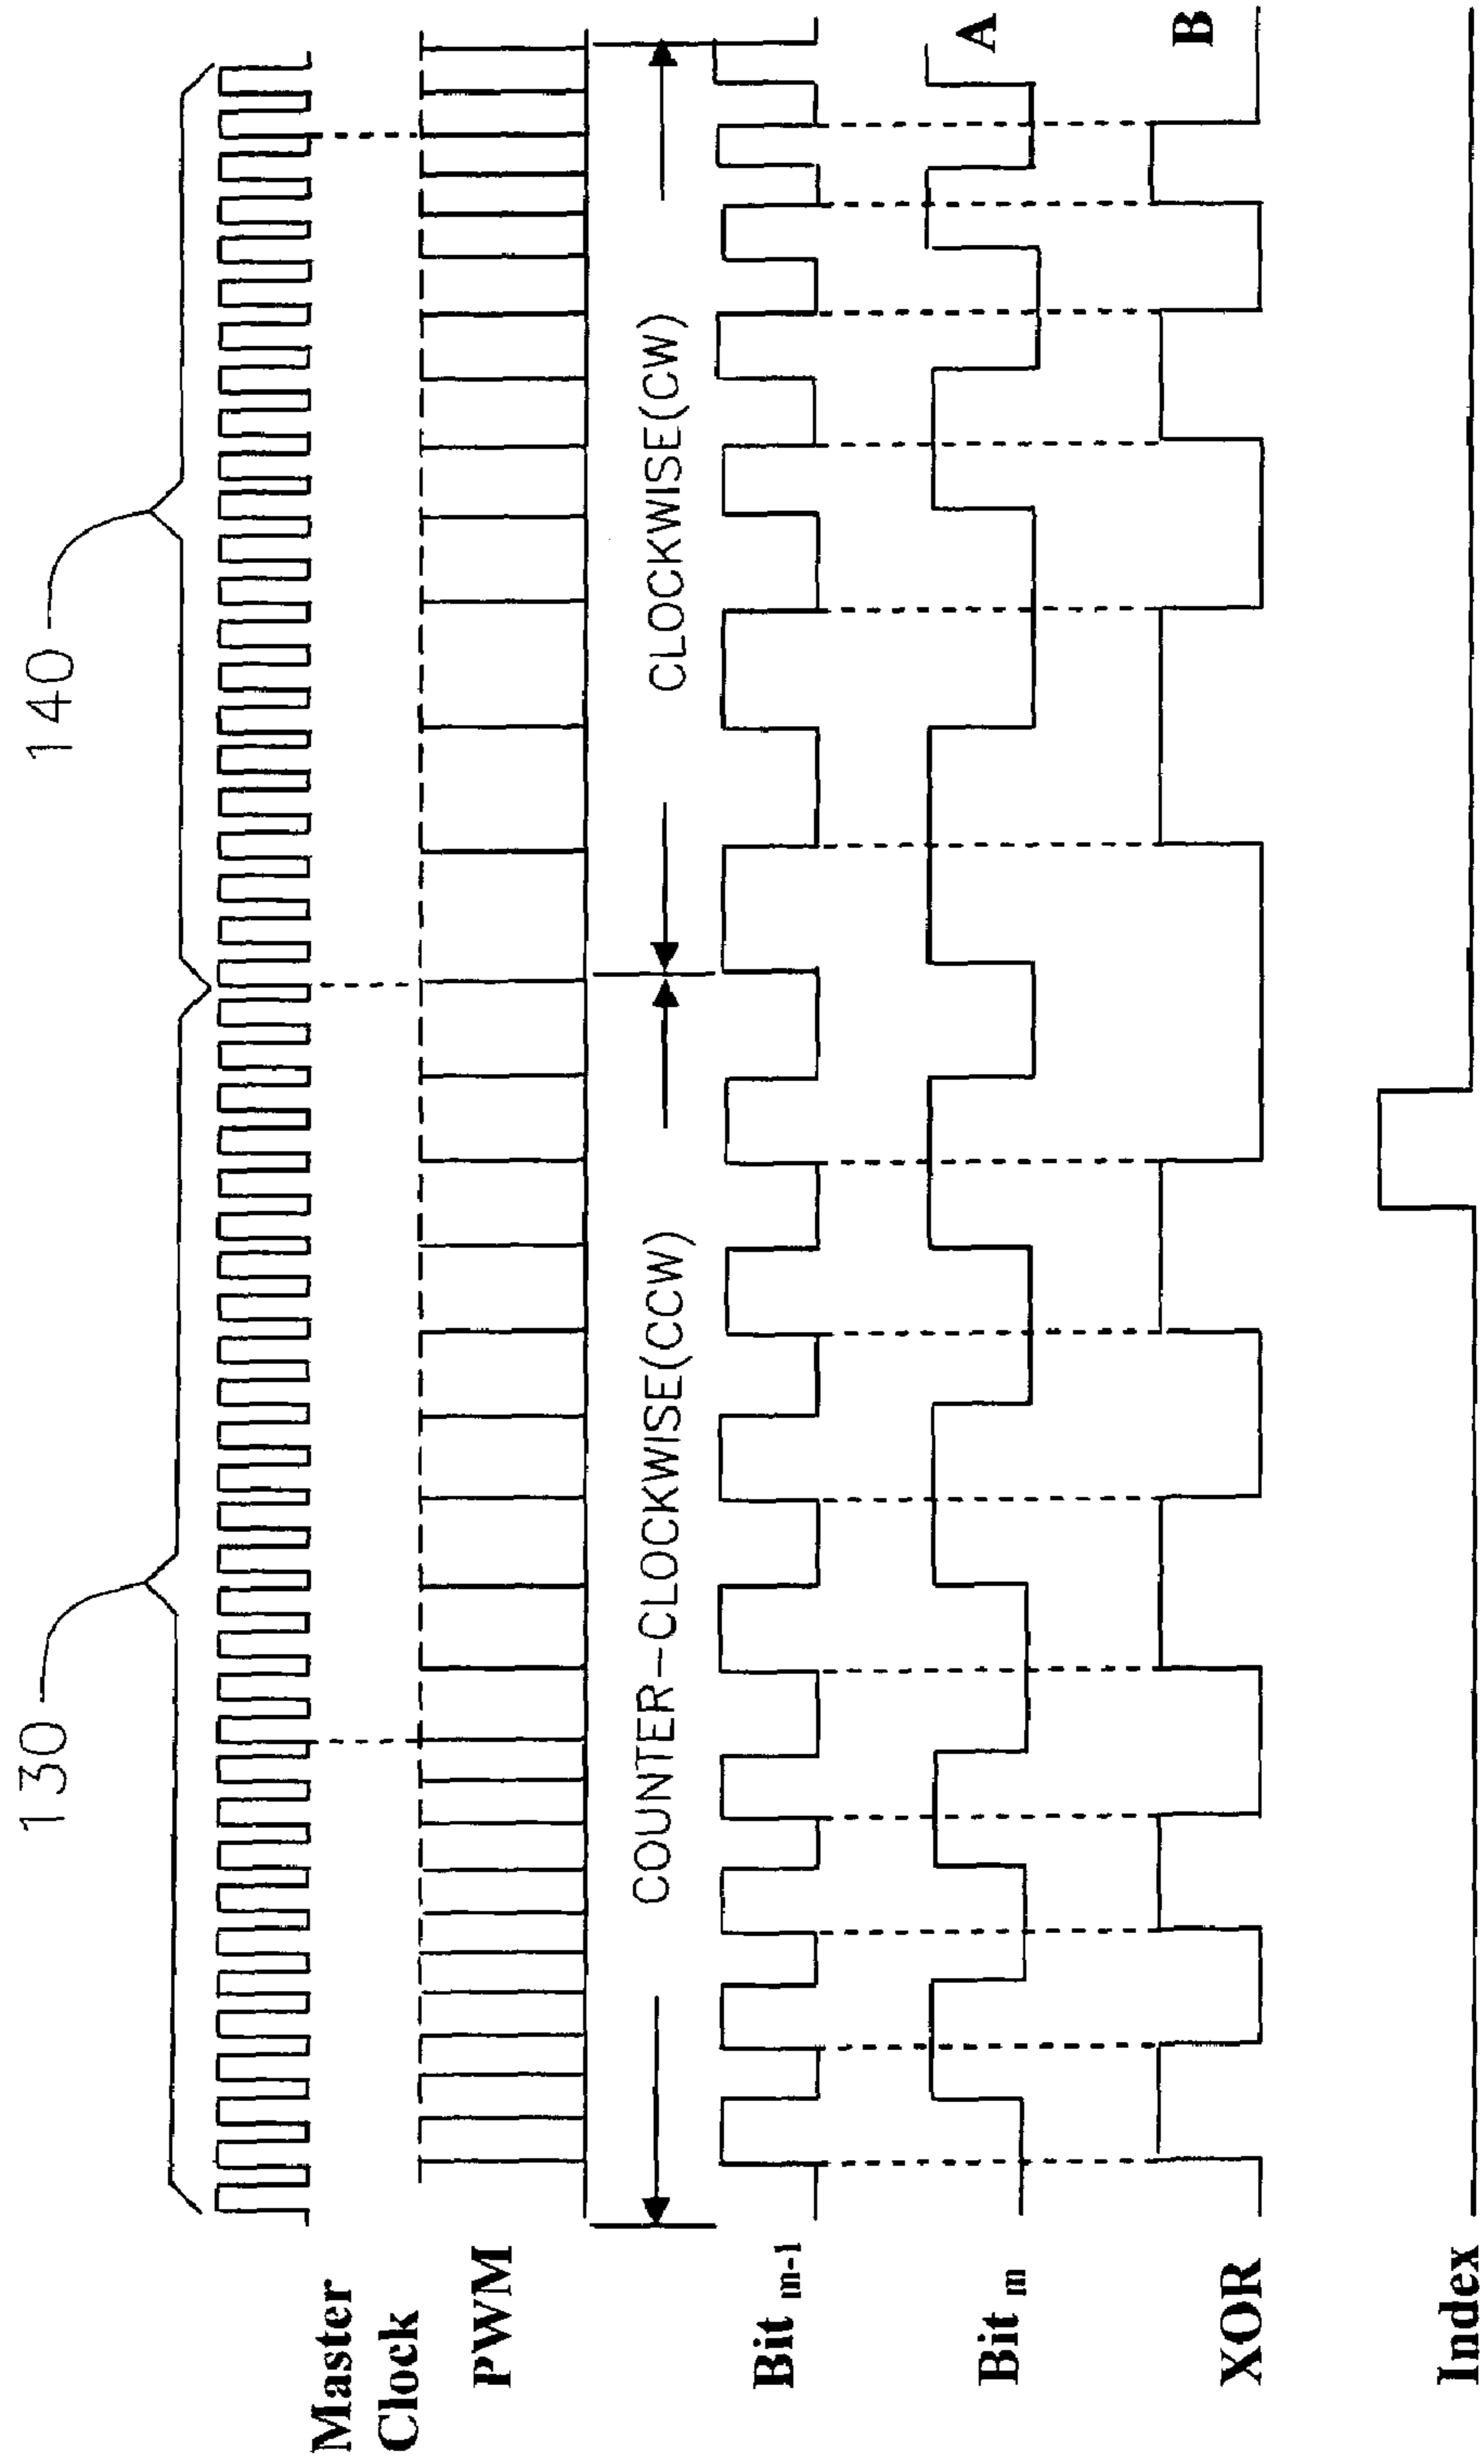 130
140
Master
Clock
PWM
COUNTER-CLOCKWISE(CCW)
CLOCKWISE(CW)
Bit m-1
Bit m
A
XOR
B
Index